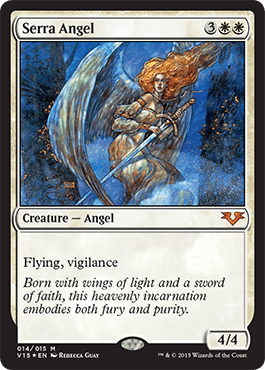 Serra Angel 3
Creature — Angel
Flying, vigilance
Born with wings of light and a sword
of faith, this heavenly incarnation
embodies both fury and purity.
4/4
014/015 M
V15 ★ EN Rebecca Guay ™ & © 2015 Wizards of the Coast